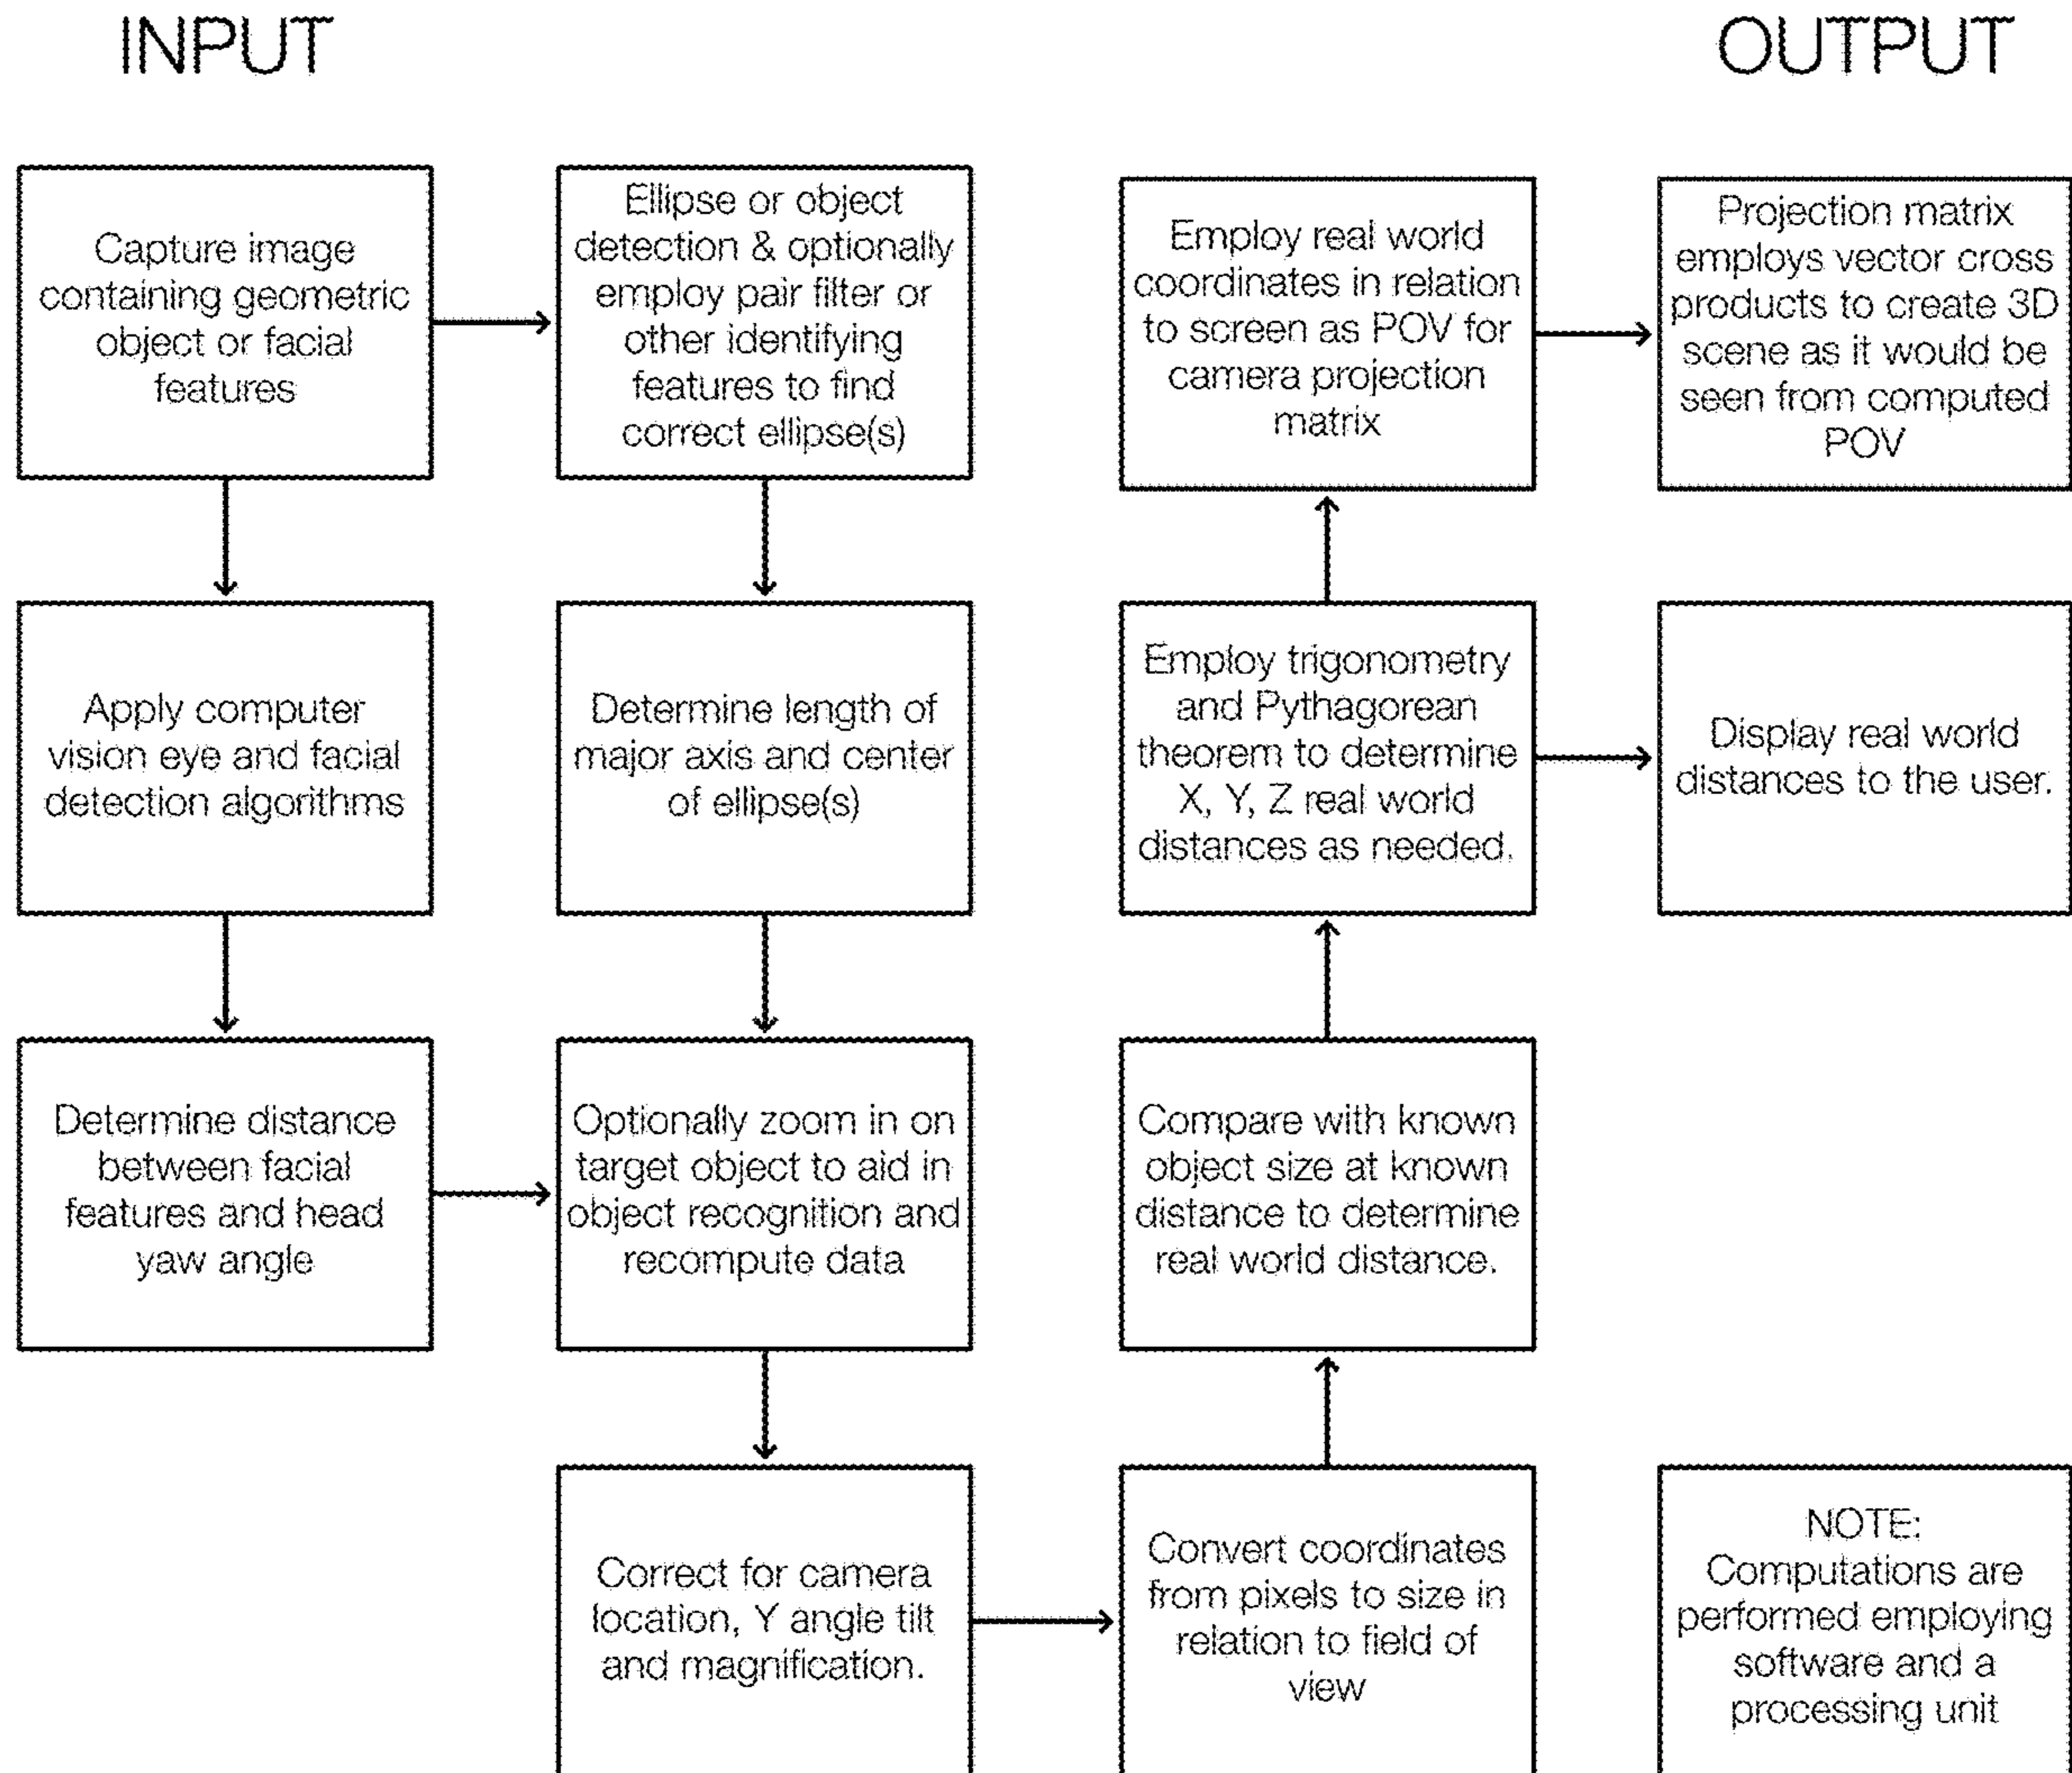 INPUT
OUTPUT
Capture image
containing geometric
object or facial
features
Ellipse or object
detection & optionally
employ pair filter or
other identifying
features to find
correct ellipse(s)
Employ real world
coordinates in relation
to screen as POV for
camera projection
matrix
Projection matrix
employs vector cross
products to create 3D
scene as it would be
seen from computed
POV
Apply computer
vision eye and facial
detection algorithms
Determine length of
major axis and center
of ellipse(s)
Employ trigonometry
and Pythagorean
theorem to determine
X, Y, Z real world
distances as needed.
Display real world
distances to the user.
Determine distance
between facial
features and head
yaw angle
Optionally zoom in on
target object to aid in
object recognition and
recompute data
Compare with known
object size at known
distance to determine
real world distance.
Correct for camera
location, Y angle tilt
and magnification.
Convert coordinates
from pixels to size in
relation to field of
view
NOTE:
Computations are
performed employing
software and a
processing unit